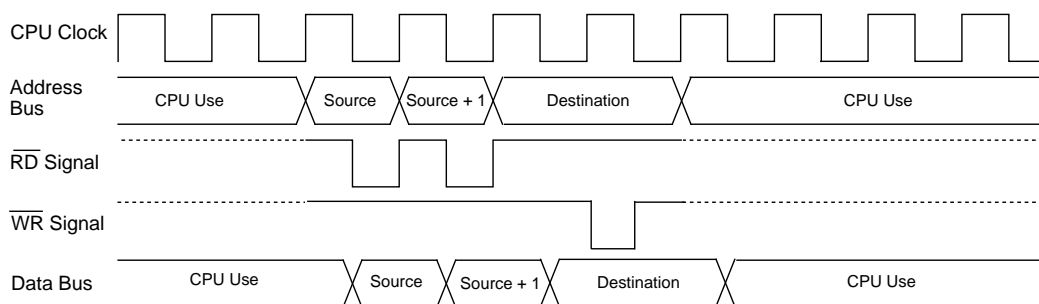 CPU Clock
Address
Bus
CPU Use
Source
Source + 1
Destination
CPU Use
RD Signal
WR Signal
Data Bus
CPU Use
Source
Source + 1
Destination
CPU Use